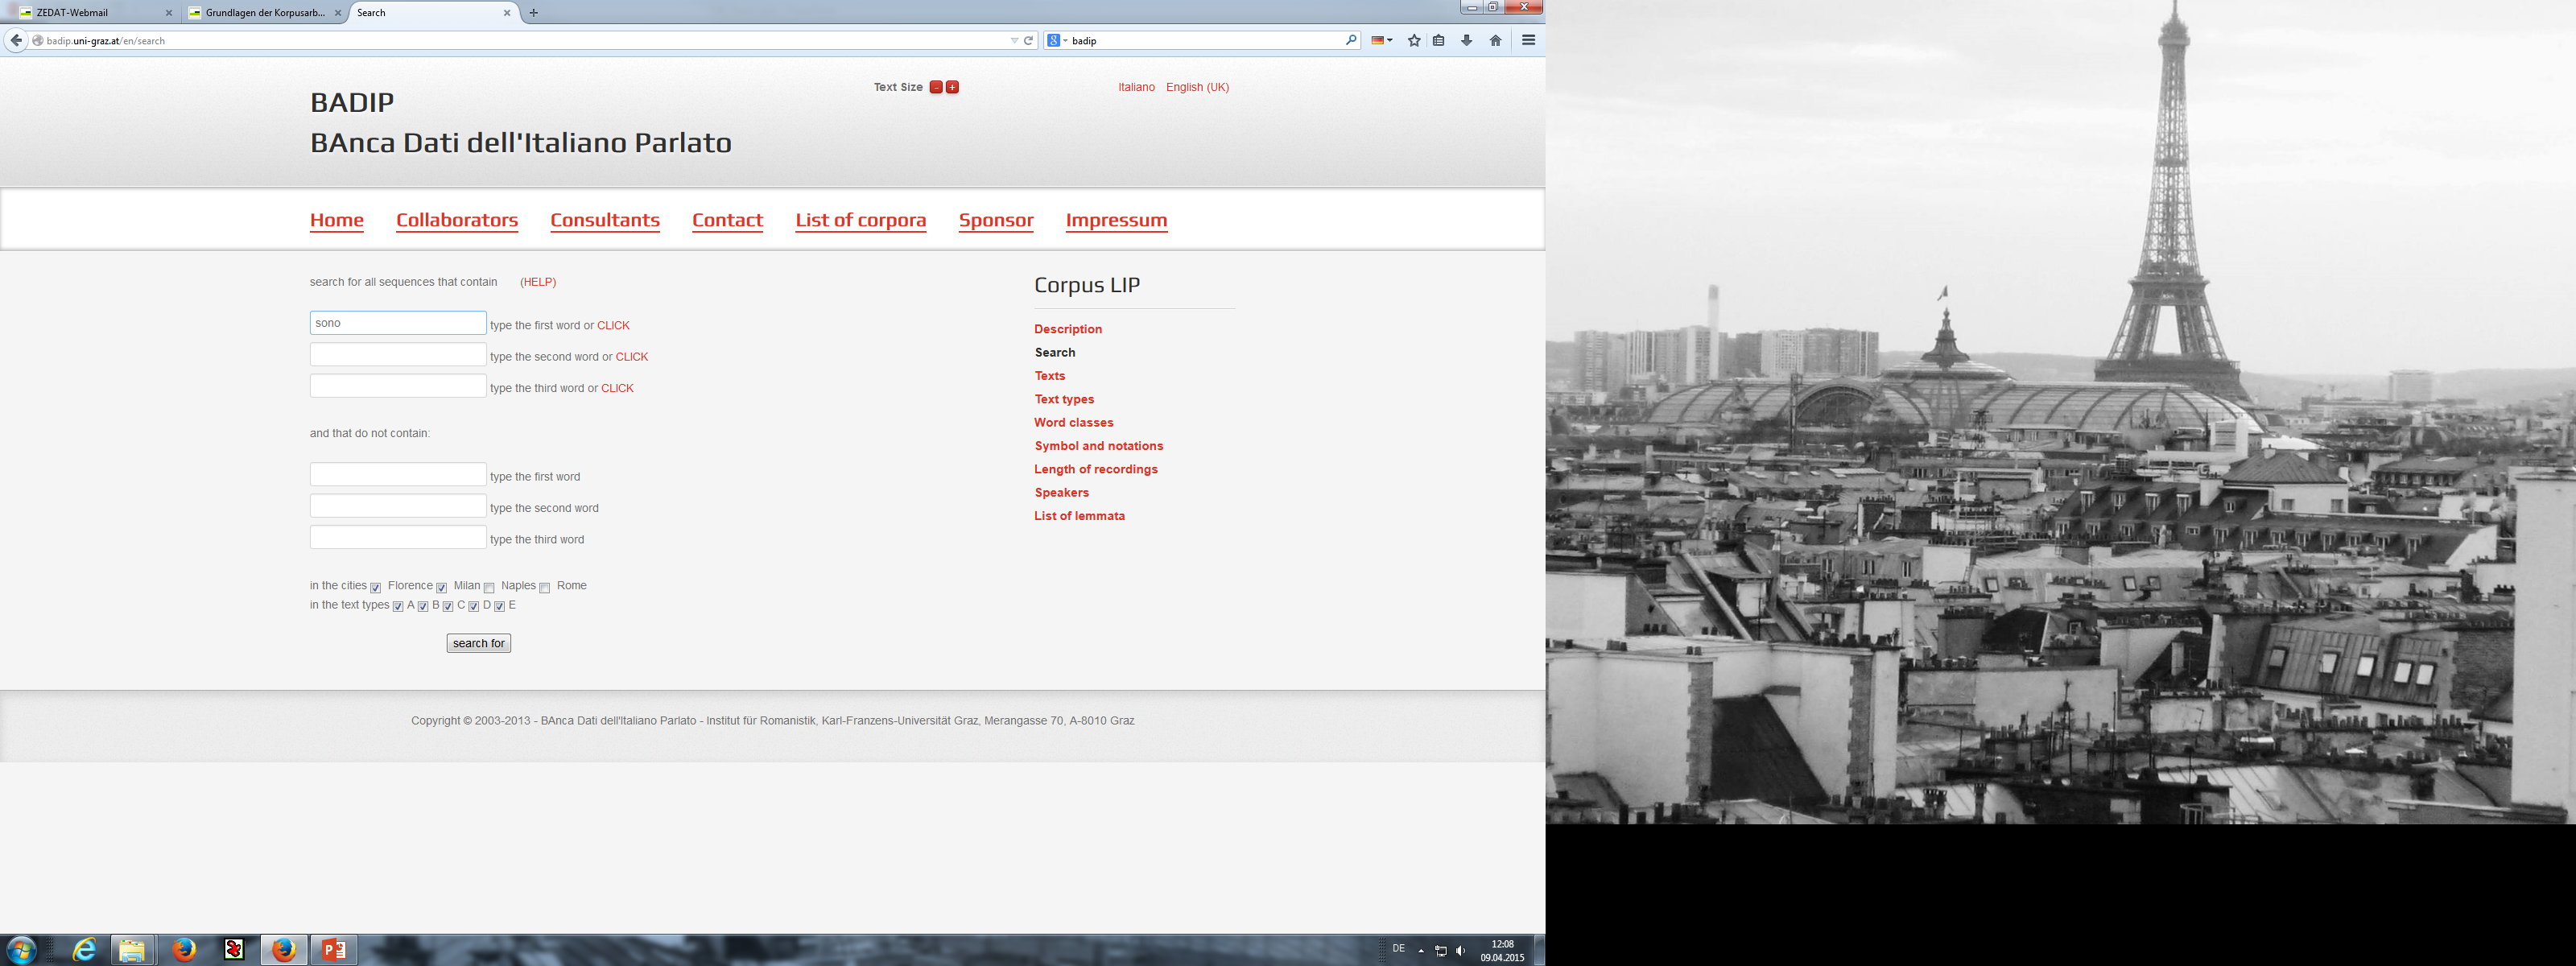 ZEDAT-Webmail
Grundlagen der Korpusarb...
Search
badip.uni-graz.at/en/search
badip
Text Size - +
Italiano English (UK)
BADIP
BAnca Dati dell'Italiano Parlato
Home Collaborators Consultants Contact List of corpora Sponsor Impressum
search for all sequences that contain (HELP)
sono type the first word or CLICK
type the second word or CLICK
type the third word or CLICK
and that do not contain:
type the first word
type the second word
type the third word
in the cities Florence Milan Naples Rome
in the text types A B C D E
search for
Corpus LIP
Description
Search
Texts
Text types
Word classes
Symbol and notations
Length of recordings
Speakers
List of lemmata
Copyright © 2003-2013 - BAnca Dati dell'Italiano Parlato - Institut für Romanistik, Karl-Franzens-Universität Graz, Merangasse 70, A-8010 Graz
DE
12:08
09.04.2015